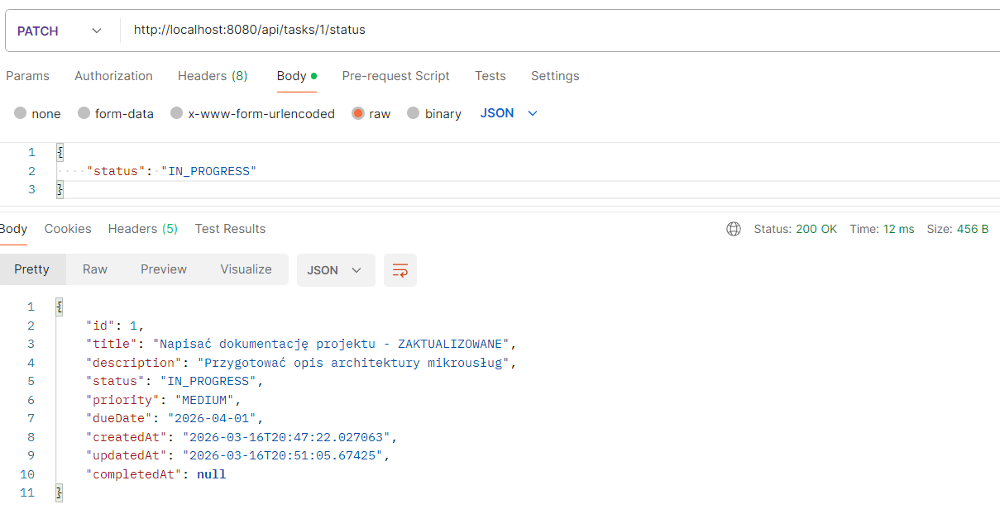 PATCH http://localhost:8080/api/tasks/1/status
Params Authorization Headers (8) Body Pre-request Script Tests Settings
none form-data x-www-form-urlencoded raw binary JSON
1 {
2 "status": "IN_PROGRESS"
3 }
Body Cookies Headers (5) Test Results Status: 200 OK Time: 12 ms Size: 456 B
Pretty Raw Preview Visualize JSON
1 {
2 "id": 1,
3 "title": "Napisać dokumentację projektu - ZAKTUALIZOWANE",
4 "description": "Przygotować opis architektury mikrousług",
5 "status": "IN_PROGRESS",
6 "priority": "MEDIUM",
7 "dueDate": "2026-04-01",
8 "createdAt": "2026-03-16T20:47:22.027063",
9 "updatedAt": "2026-03-16T20:51:05.67425",
10 "completedAt": null
11 }